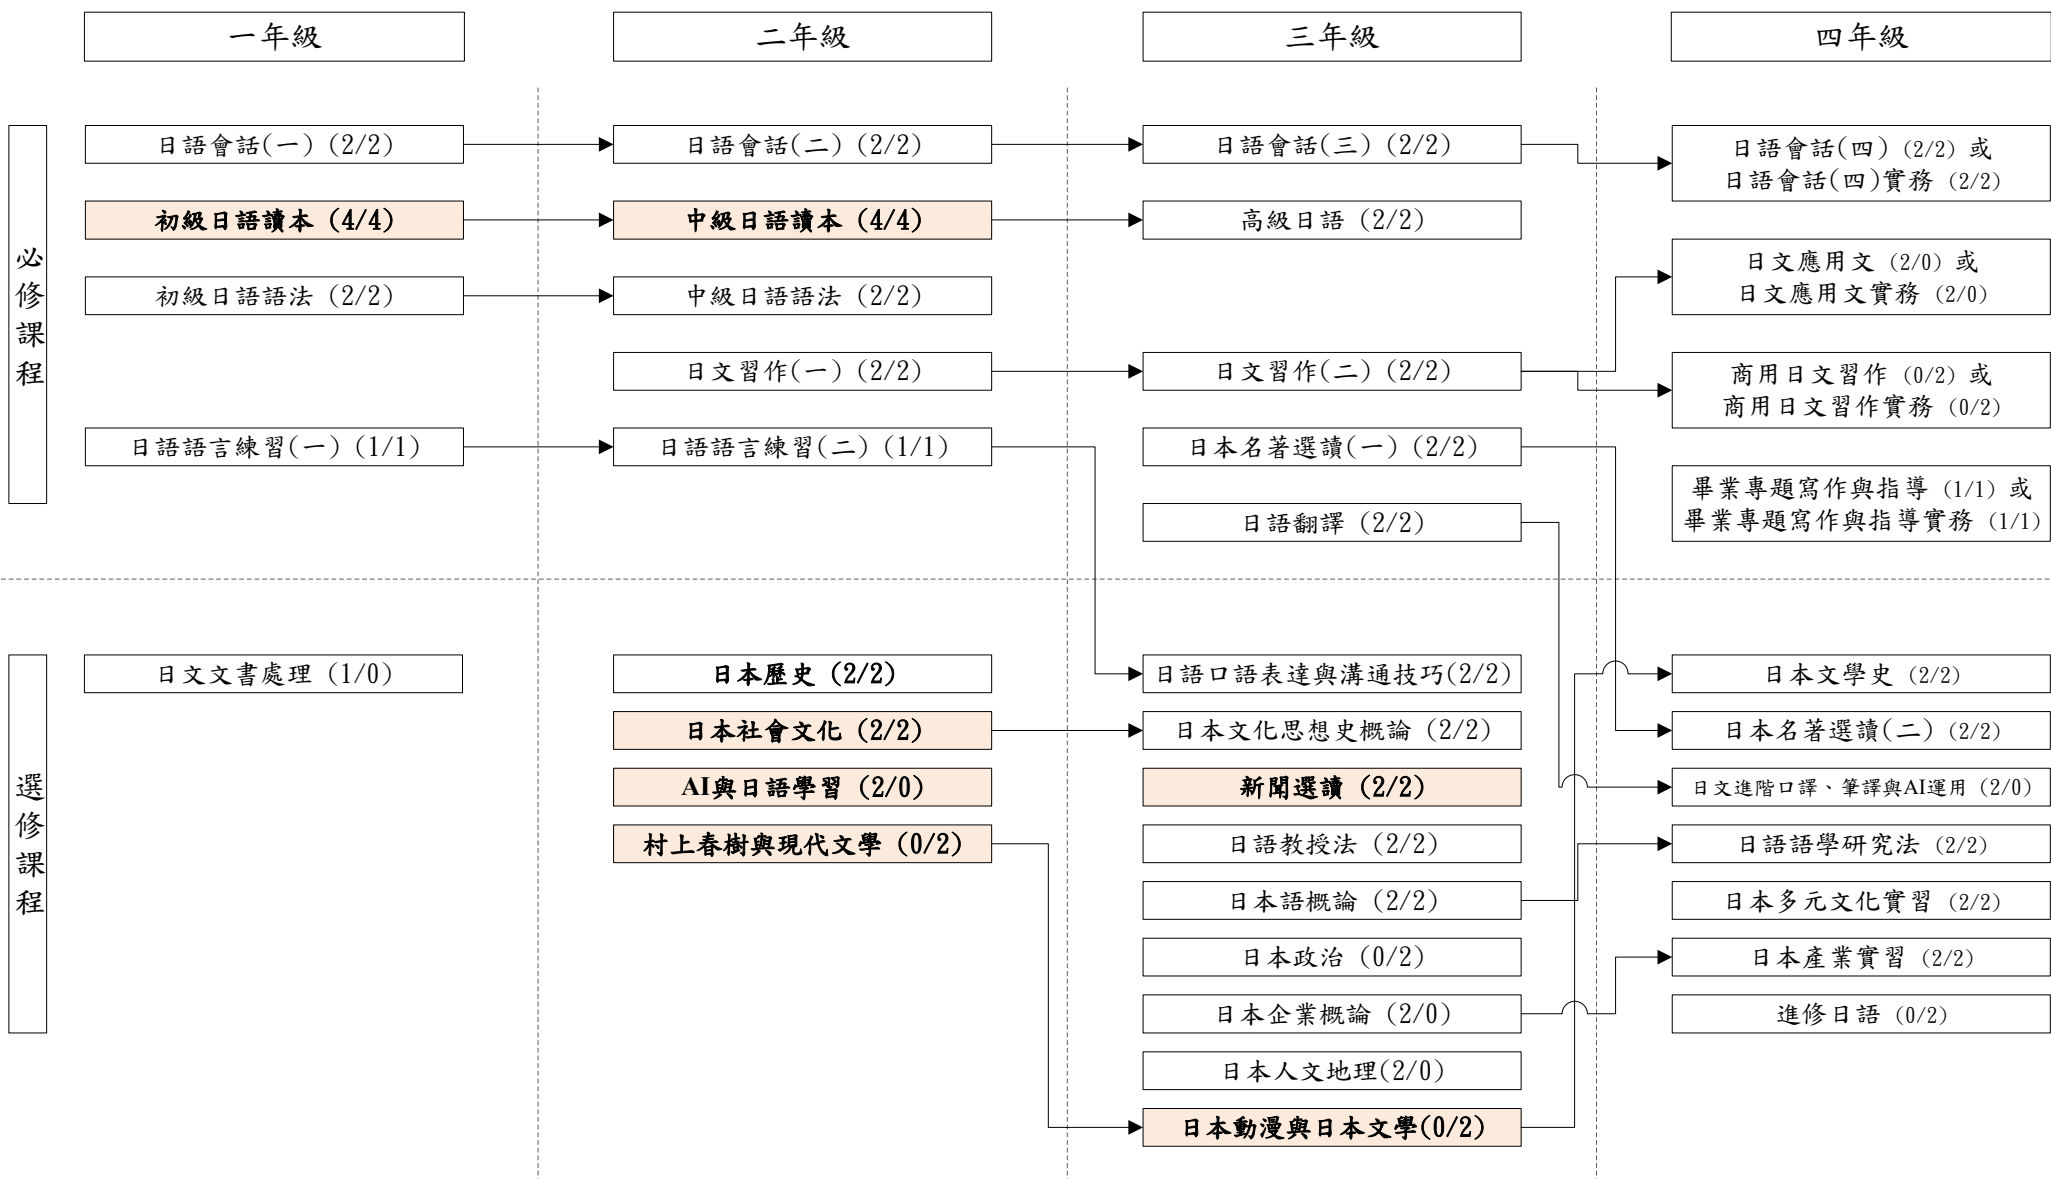 一年級
二年級
三年級
四年級
必修課程
日語會話(一) (2/2)
日語會話(二) (2/2)
日語會話(三) (2/2)
日語會話(四) (2/2) 或
日語會話(四)實務 (2/2)
初級日語讀本 (4/4)
中級日語讀本 (4/4)
高級日語 (2/2)
日文應用文 (2/0) 或
日文應用文實務 (2/0)
初級日語語法 (2/2)
中級日語語法 (2/2)
日文習作(一) (2/2)
日文習作(二) (2/2)
商用日文習作 (0/2) 或
商用日文習作實務 (0/2)
日語語言練習(一) (1/1)
日語語言練習(二) (1/1)
日本名著選讀(一) (2/2)
日語翻譯 (2/2)
畢業專題寫作與指導 (1/1) 或
畢業專題寫作與指導實務 (1/1)
選修課程
日文文書處理 (1/0)
日本歷史 (2/2)
日語口語表達與溝通技巧(2/2)
日本文學史 (2/2)
日本社會文化 (2/2)
日本文化思想史概論 (2/2)
日本名著選讀(二) (2/2)
AI與日語學習 (2/0)
新聞選讀 (2/2)
日文進階口譯、筆譯與AI運用 (2/0)
村上春樹與現代文學 (0/2)
日語教授法 (2/2)
日語語學研究法 (2/2)
日本語概論 (2/2)
日本多元文化實習 (2/2)
日本政治 (0/2)
日本產業實習 (2/2)
日本企業概論 (2/0)
進修日語 (0/2)
日本人文地理(2/0)
日本動漫與日本文學(0/2)